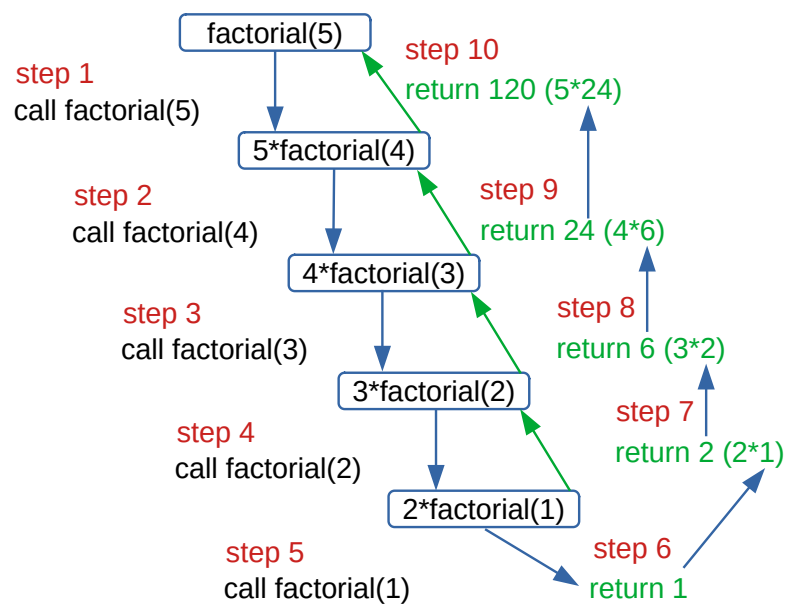 factorial(5)
step 10
return 120 (5*24)
step 1
call factorial(5)
5*factorial(4)
step 2
call factorial(4)
step 9
return 24 (4*6)
4*factorial(3)
step 3
call factorial(3)
step 8
return 6 (3*2)
3*factorial(2)
step 4
call factorial(2)
step 7
return 2 (2*1)
2*factorial(1)
step 5
call factorial(1)
step 6
return 1